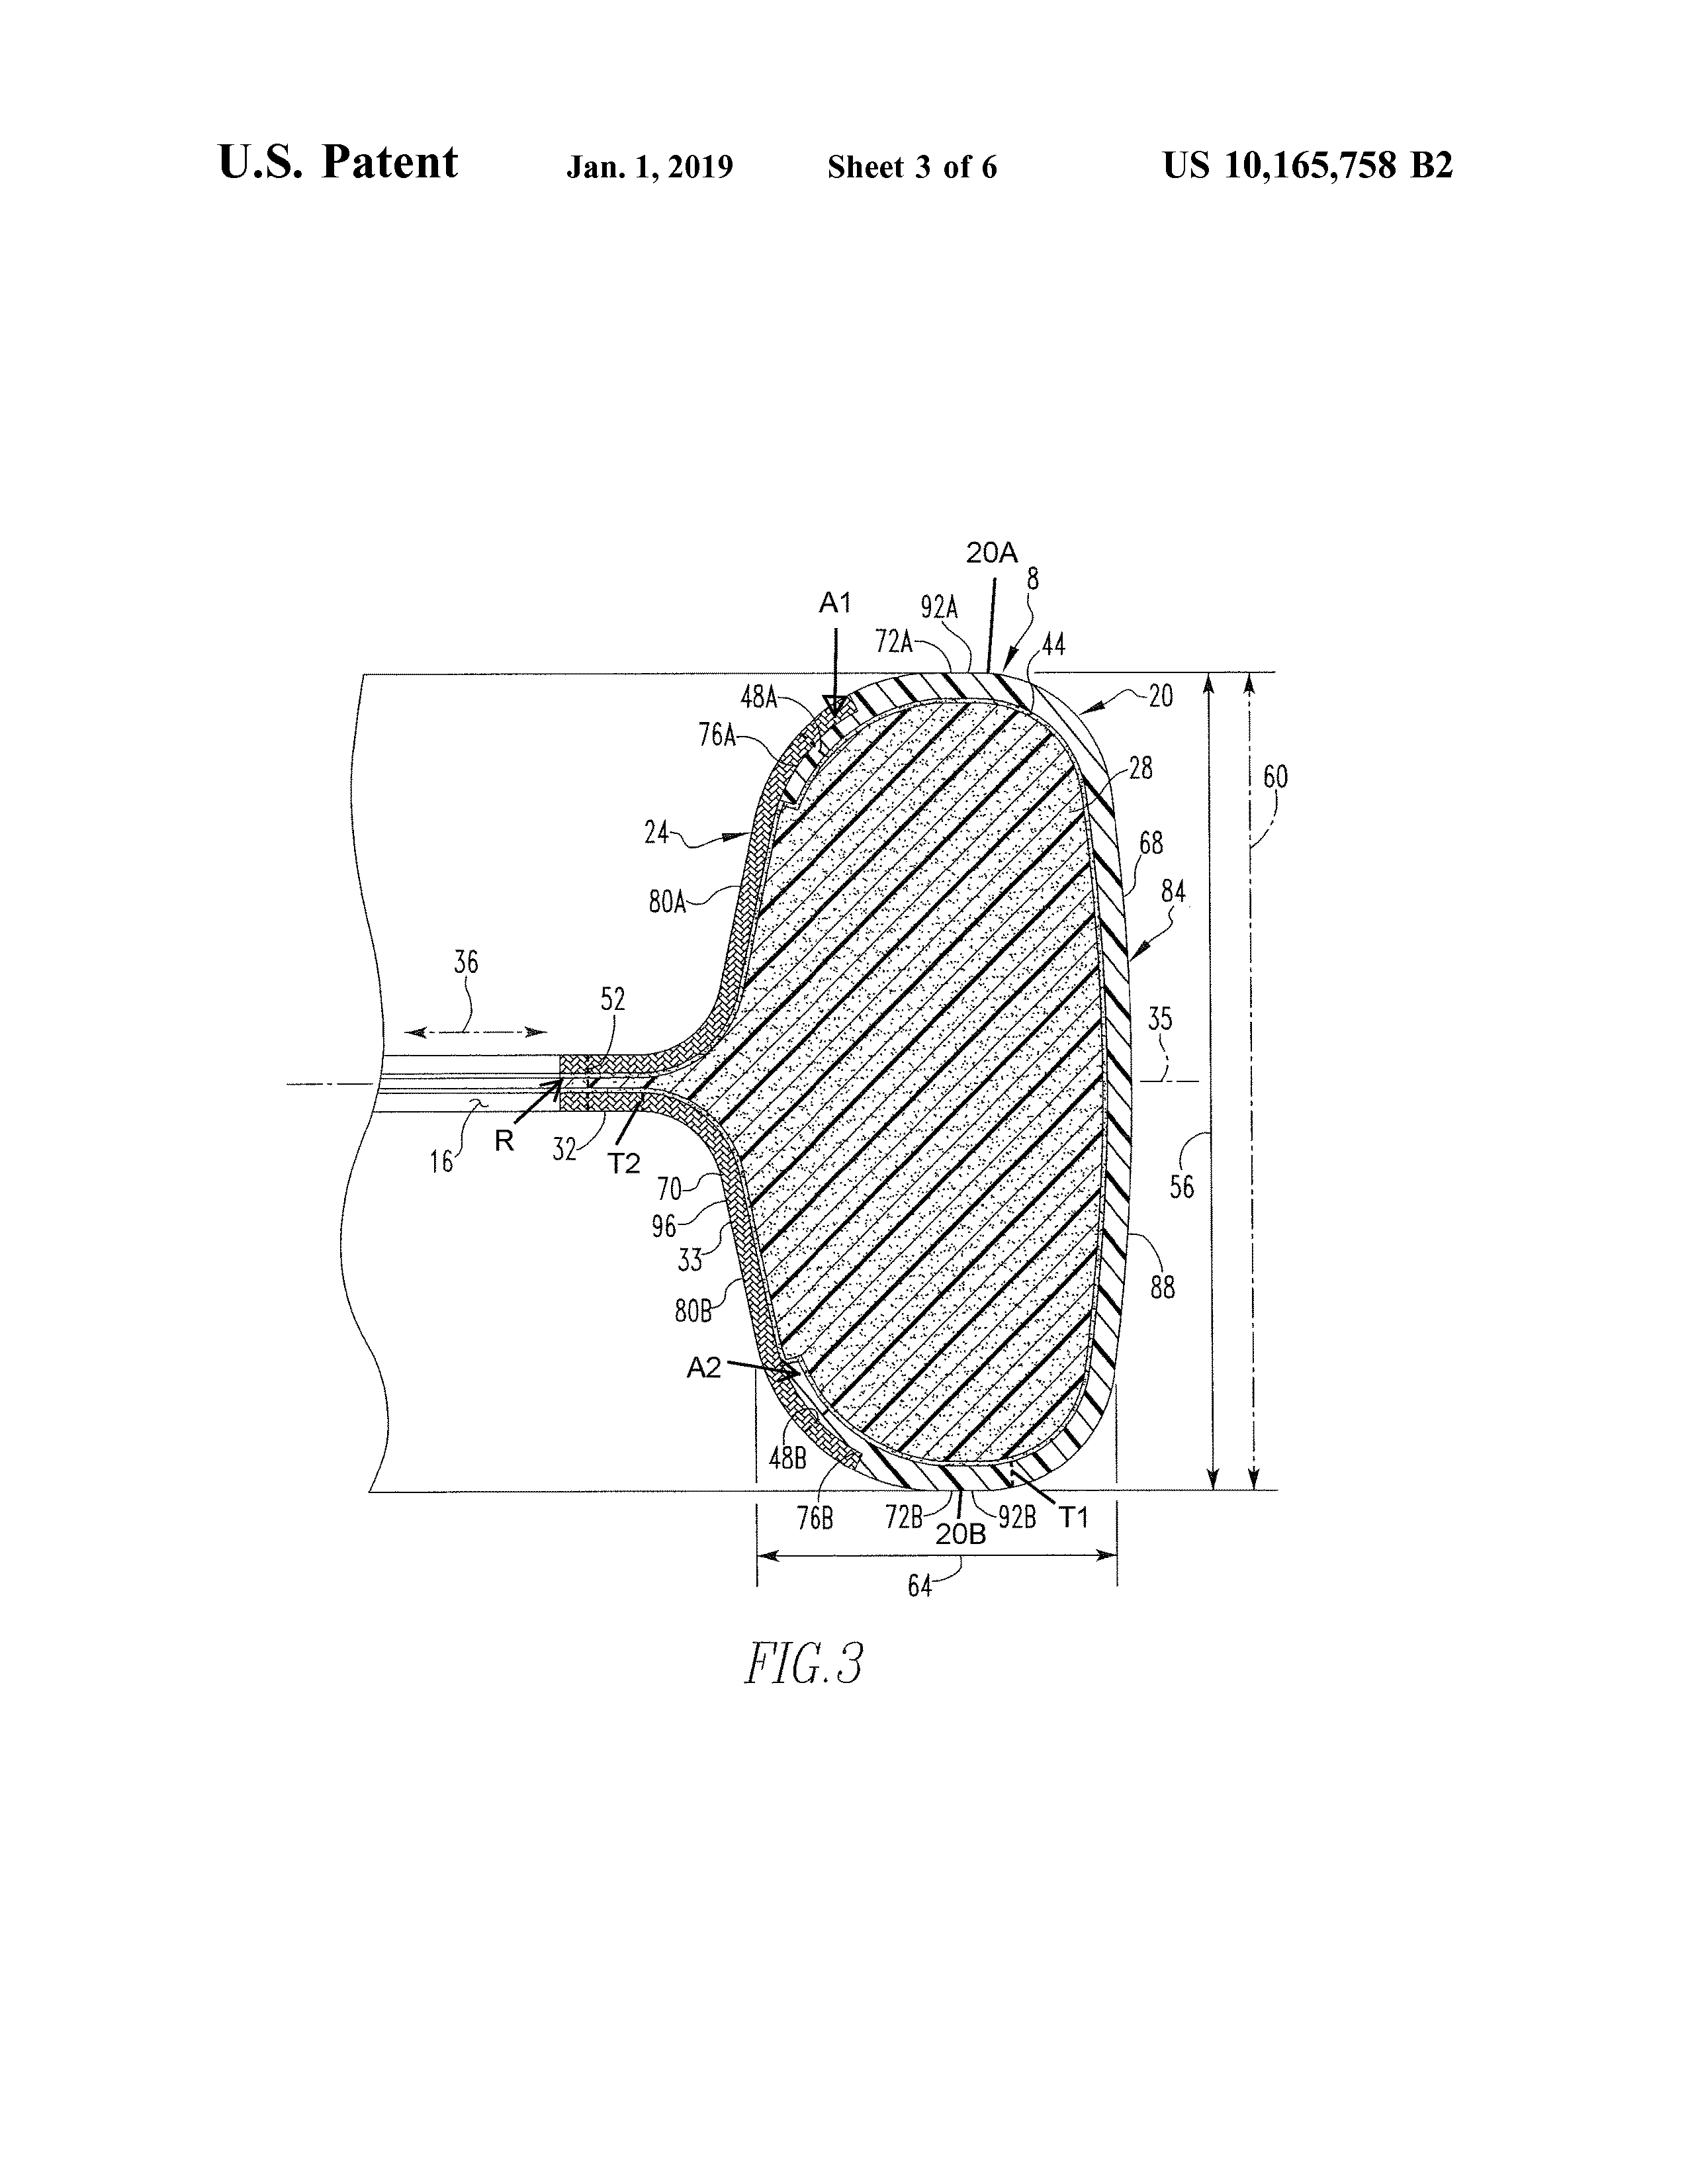 U.S. Patent Jan. 1, 2019 Sheet 3 of 6 US 10,165,758 B2
20A
8
A1
92A
72A
44
48A
20
76A
28
60
24
68
80A
84
36
52
35
R
16
32
T2
70
56
96
33
88
80B
A2
48B
76B
72B
20B
92B
T1
64
FIG.3